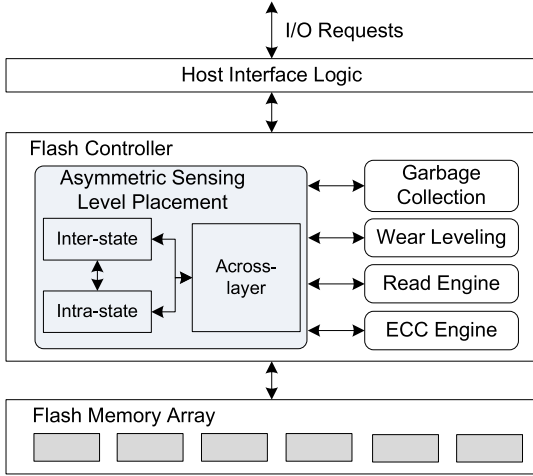 I/O Requests
Host Interface Logic
Flash Controller
Asymmetric Sensing
Level Placement
Inter-state
Intra-state
Across-
layer
Garbage
Collection
Wear Leveling
Read Engine
ECC Engine
Flash Memory Array